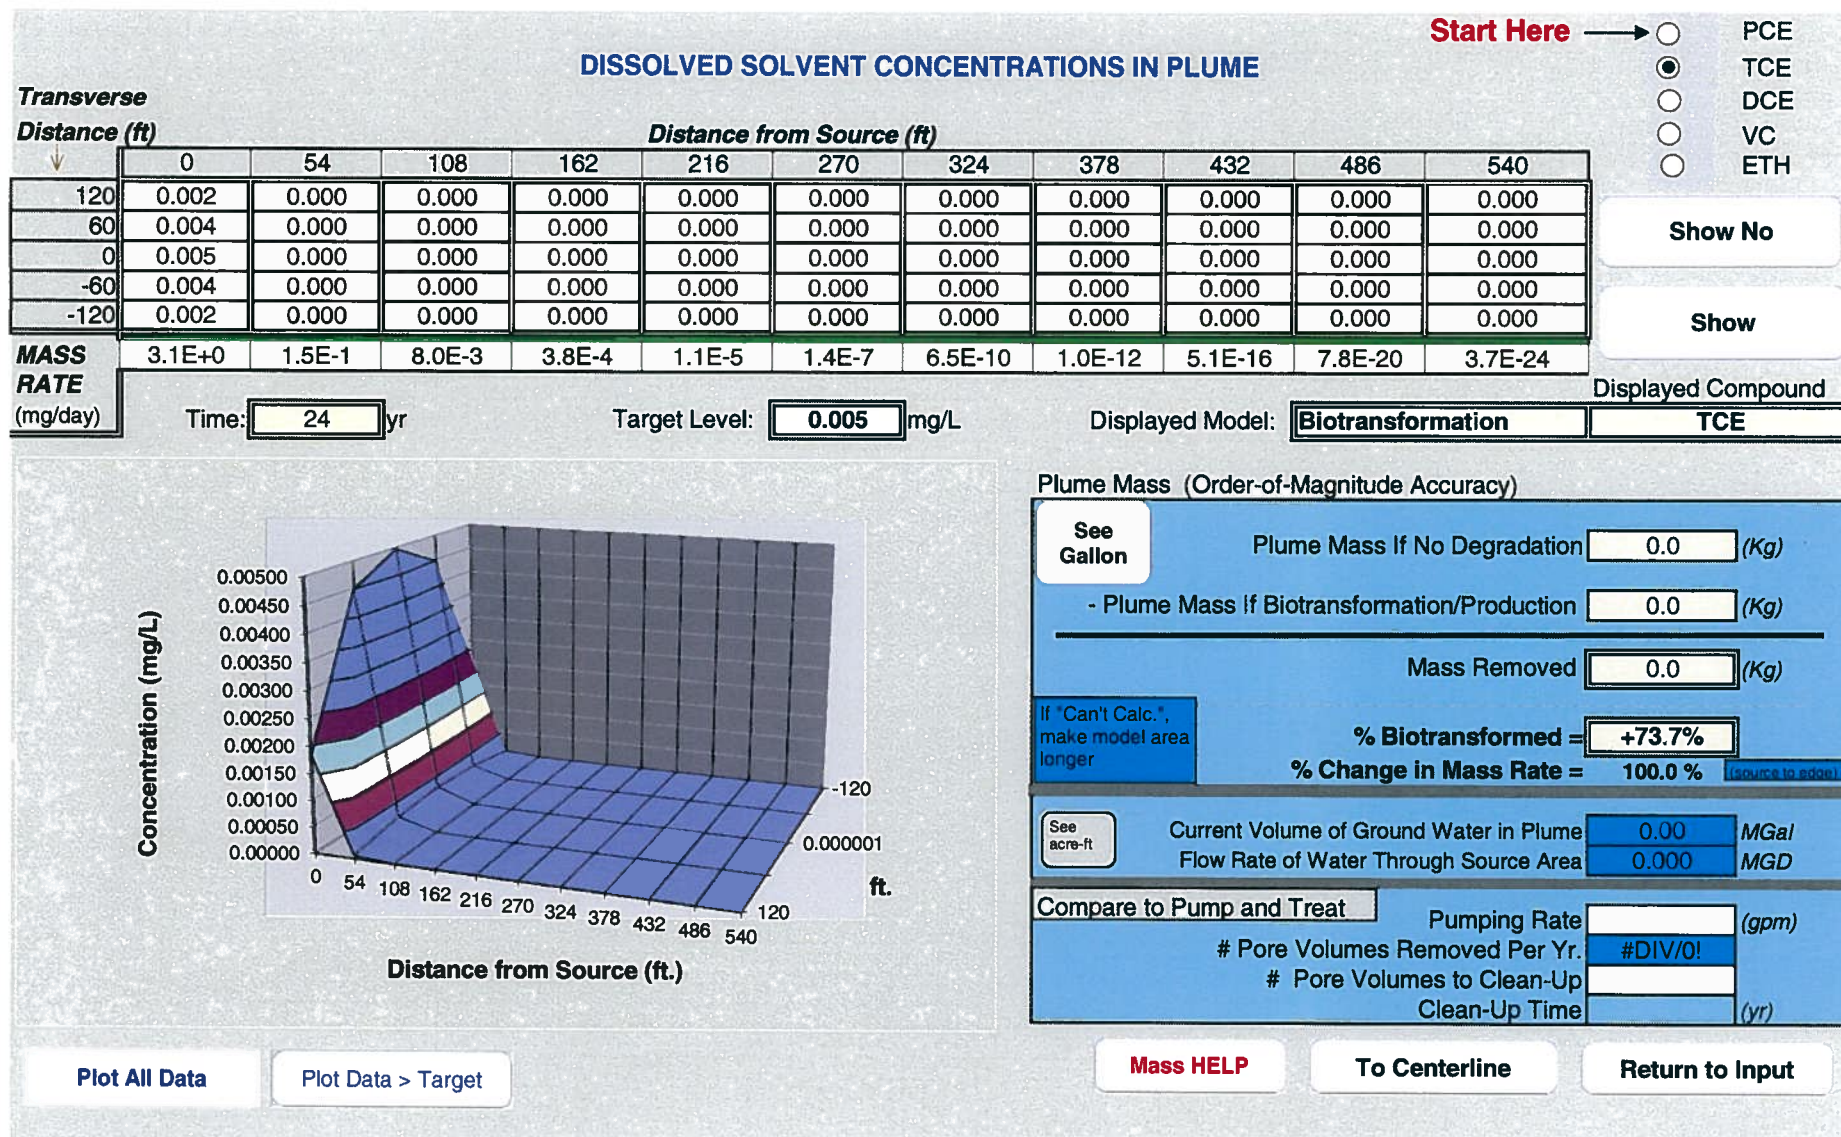 Start Here
PCE
TCE
DCE
VC
ETH
DISSOLVED SOLVENT CONCENTRATIONS IN PLUME
Transverse
Distance (ft)
Distance from Source (ft)
0 54 108 162 216 270 324 378 432 486 540
120 0.002 0.000 0.000 0.000 0.000 0.000 0.000 0.000 0.000 0.000 0.000
60 0.004 0.000 0.000 0.000 0.000 0.000 0.000 0.000 0.000 0.000 0.000
0 0.005 0.000 0.000 0.000 0.000 0.000 0.000 0.000 0.000 0.000 0.000
-60 0.004 0.000 0.000 0.000 0.000 0.000 0.000 0.000 0.000 0.000 0.000
-120 0.002 0.000 0.000 0.000 0.000 0.000 0.000 0.000 0.000 0.000 0.000
Show No
Show
MASS 3.1E+0 1.5E-1 8.0E-3 3.8E-4 1.1E-5 1.4E-7 6.5E-10 1.0E-12 5.1E-16 7.8E-20 3.7E-24
RATE
(mg/day)
Time: 24 yr
Target Level: 0.005 mg/L
Displayed Compound
Displayed Model: Biotransformation TCE
Concentration (mg/L)
0.00500
0.00450
0.00400
0.00350
0.00300
0.00250
0.00200
0.00150
0.00100
0.00050
0.00000
0 54 108 162 216 270 324 378 432 486 540
-120
0.000001
120
ft.
Distance from Source (ft.)
Plume Mass (Order-of-Magnitude Accuracy)
See
Gallon
Plume Mass If No Degradation 0.0 (Kg)
- Plume Mass If Biotransformation/Production 0.0 (Kg)
Mass Removed 0.0 (Kg)
If "Can't Calc.",
make model area
longer
% Biotransformed = +73.7%
% Change in Mass Rate = 100.0 % (source to edge)
See
acre-ft
Current Volume of Ground Water in Plume 0.00 MGal
Flow Rate of Water Through Source Area 0.000 MGD
Compare to Pump and Treat
Pumping Rate (gpm)
# Pore Volumes Removed Per Yr. #DIV/0!
# Pore Volumes to Clean-Up
Clean-Up Time (yr)
Plot All Data
Plot Data > Target
Mass HELP
To Centerline
Return to Input